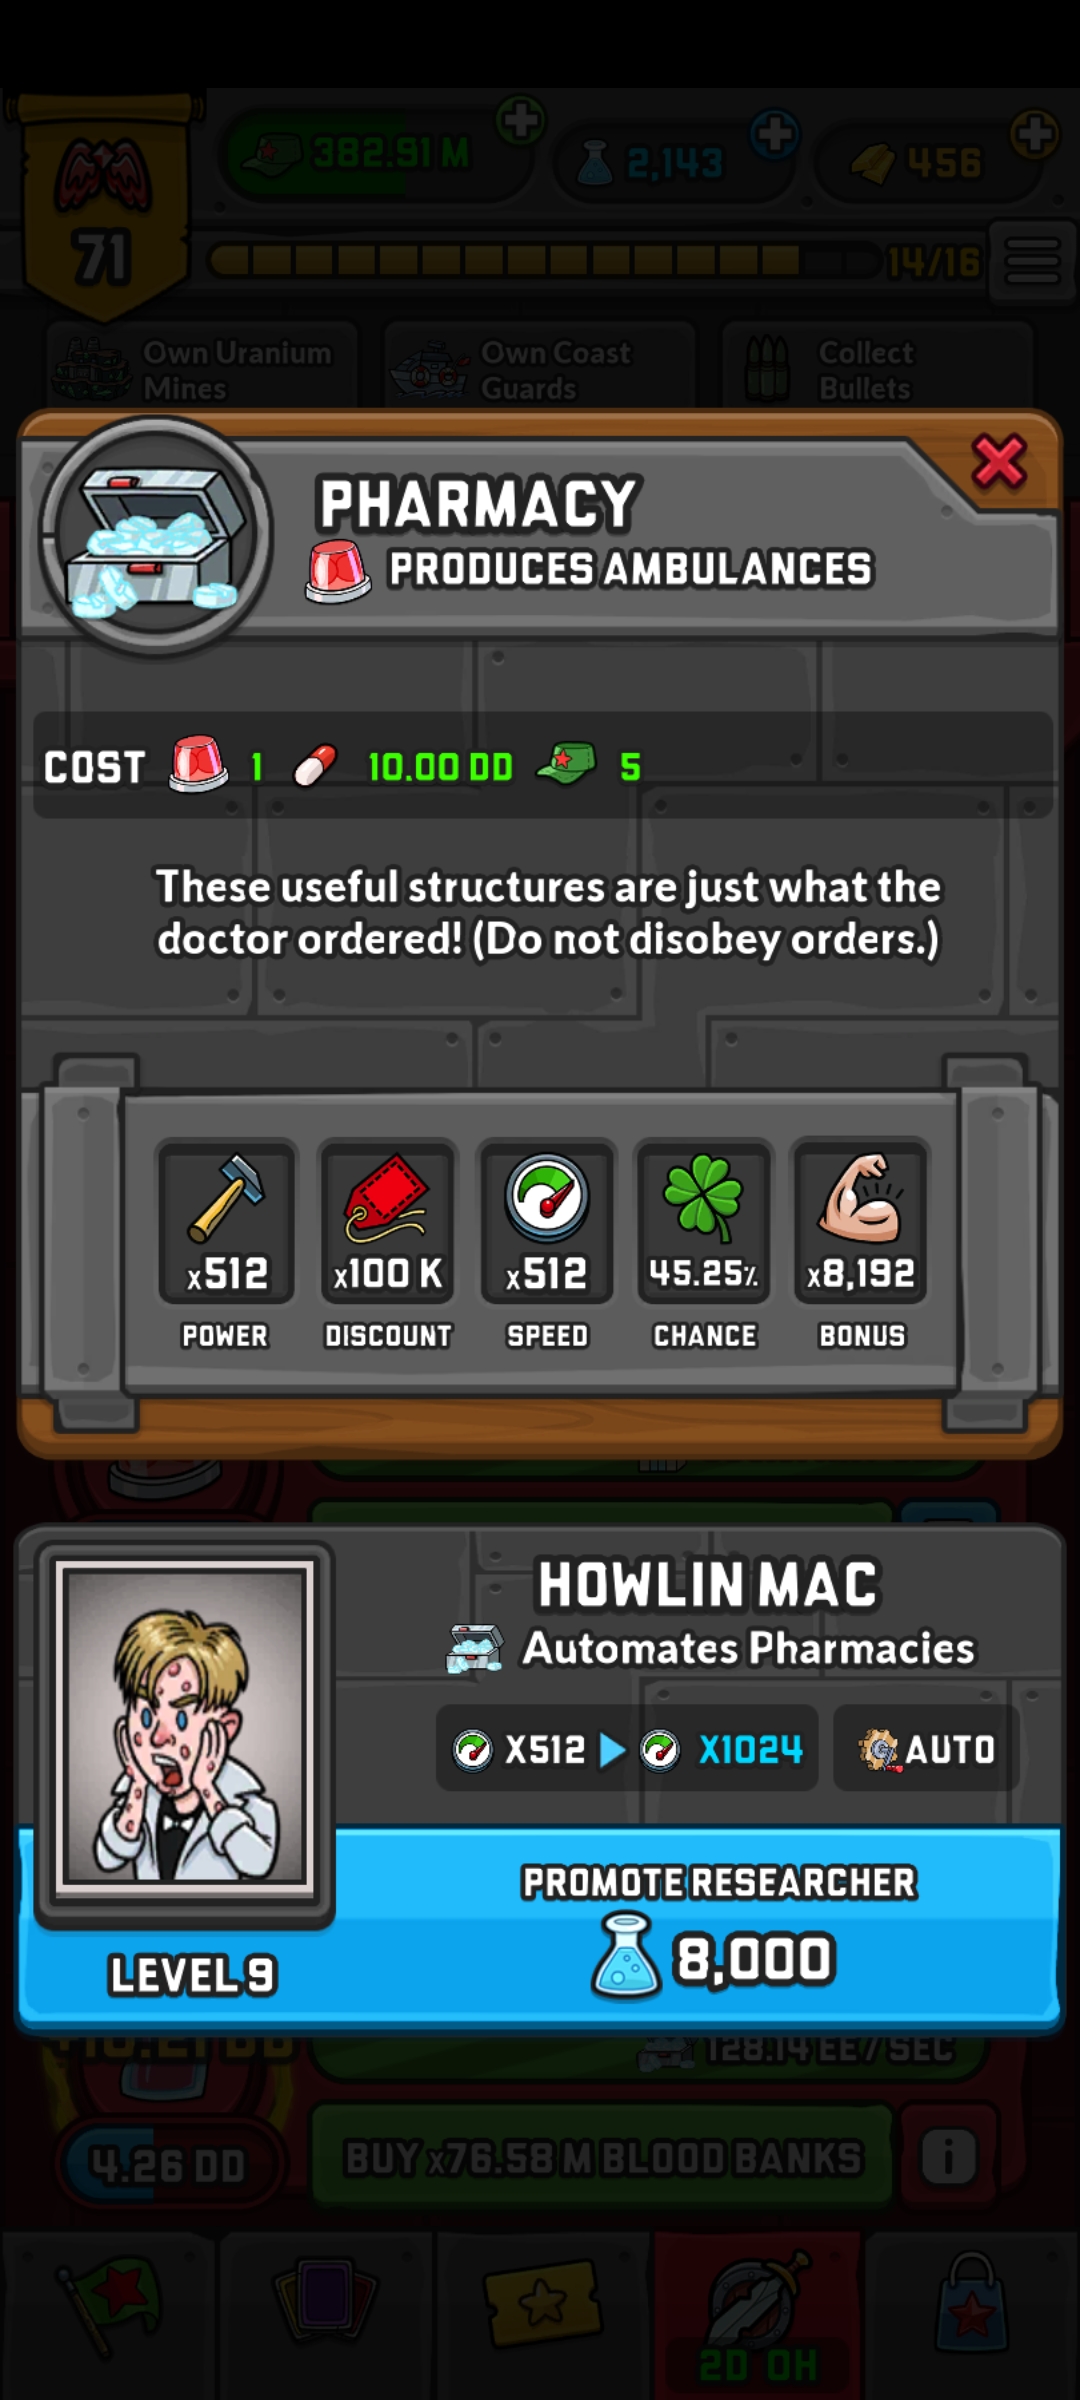 382.91 M
2,143
456
71
14/16
Own Uranium
Mines
Own Coast
Guards
Collect
Bullets
PHARMACY
PRODUCES AMBULANCES
COST 1 10.00 DD 5
These useful structures are just what the
doctor ordered! (Do not disobey orders.)
x512
x100 K
x512
45.25%
x8,192
POWER
DISCOUNT
SPEED
CHANCE
BONUS
HOWLIN MAC
Automates Pharmacies
X512 X1024 AUTO
PROMOTE RESEARCHER
8,000
LEVEL 9
128.14 EE / SEC
4.26 DD
BUY x76.58 M BLOOD BANKS
i
2D 0H